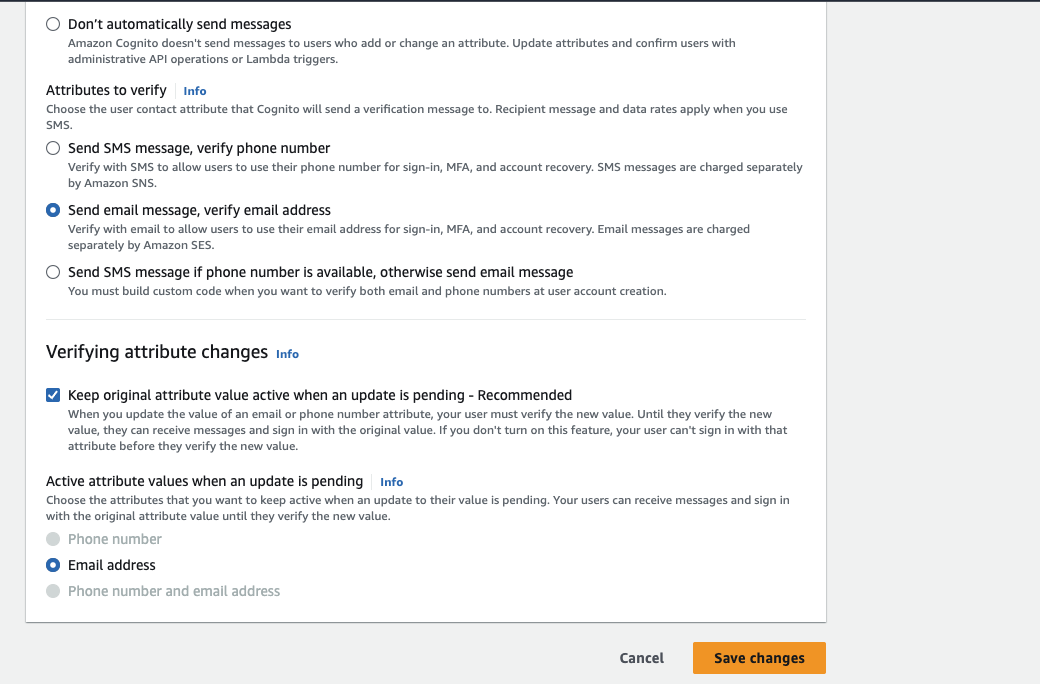 Don't automatically send messages
Amazon Cognito doesn't send messages to users who add or change an attribute. Update attributes and confirm users with
administrative API operations or Lambda triggers.
Attributes to verify Info
Choose the user contact attribute that Cognito will send a verification message to. Recipient message and data rates apply when you use
SMS.
Send SMS message, verify phone number
Verify with SMS to allow users to use their phone number for sign-in, MFA, and account recovery. SMS messages are charged separately
by Amazon SNS.
Send email message, verify email address
Verify with email to allow users to use their email address for sign-in, MFA, and account recovery. Email messages are charged
separately by Amazon SES.
Send SMS message if phone number is available, otherwise send email message
You must build custom code when you want to verify both email and phone numbers at user account creation.
Verifying attribute changes Info
Keep original attribute value active when an update is pending - Recommended
When you update the value of an email or phone number attribute, your user must verify the new value. Until they verify the new
value, they can receive messages and sign in with the original value. If you don't turn on this feature, your user can't sign in with that
attribute before they verify the new value.
Active attribute values when an update is pending Info
Choose the attributes that you want to keep active when an update to their value is pending. Your users can receive messages and sign in
with the original attribute value until they verify the new value.
Phone number
Email address
Phone number and email address
Cancel Save changes